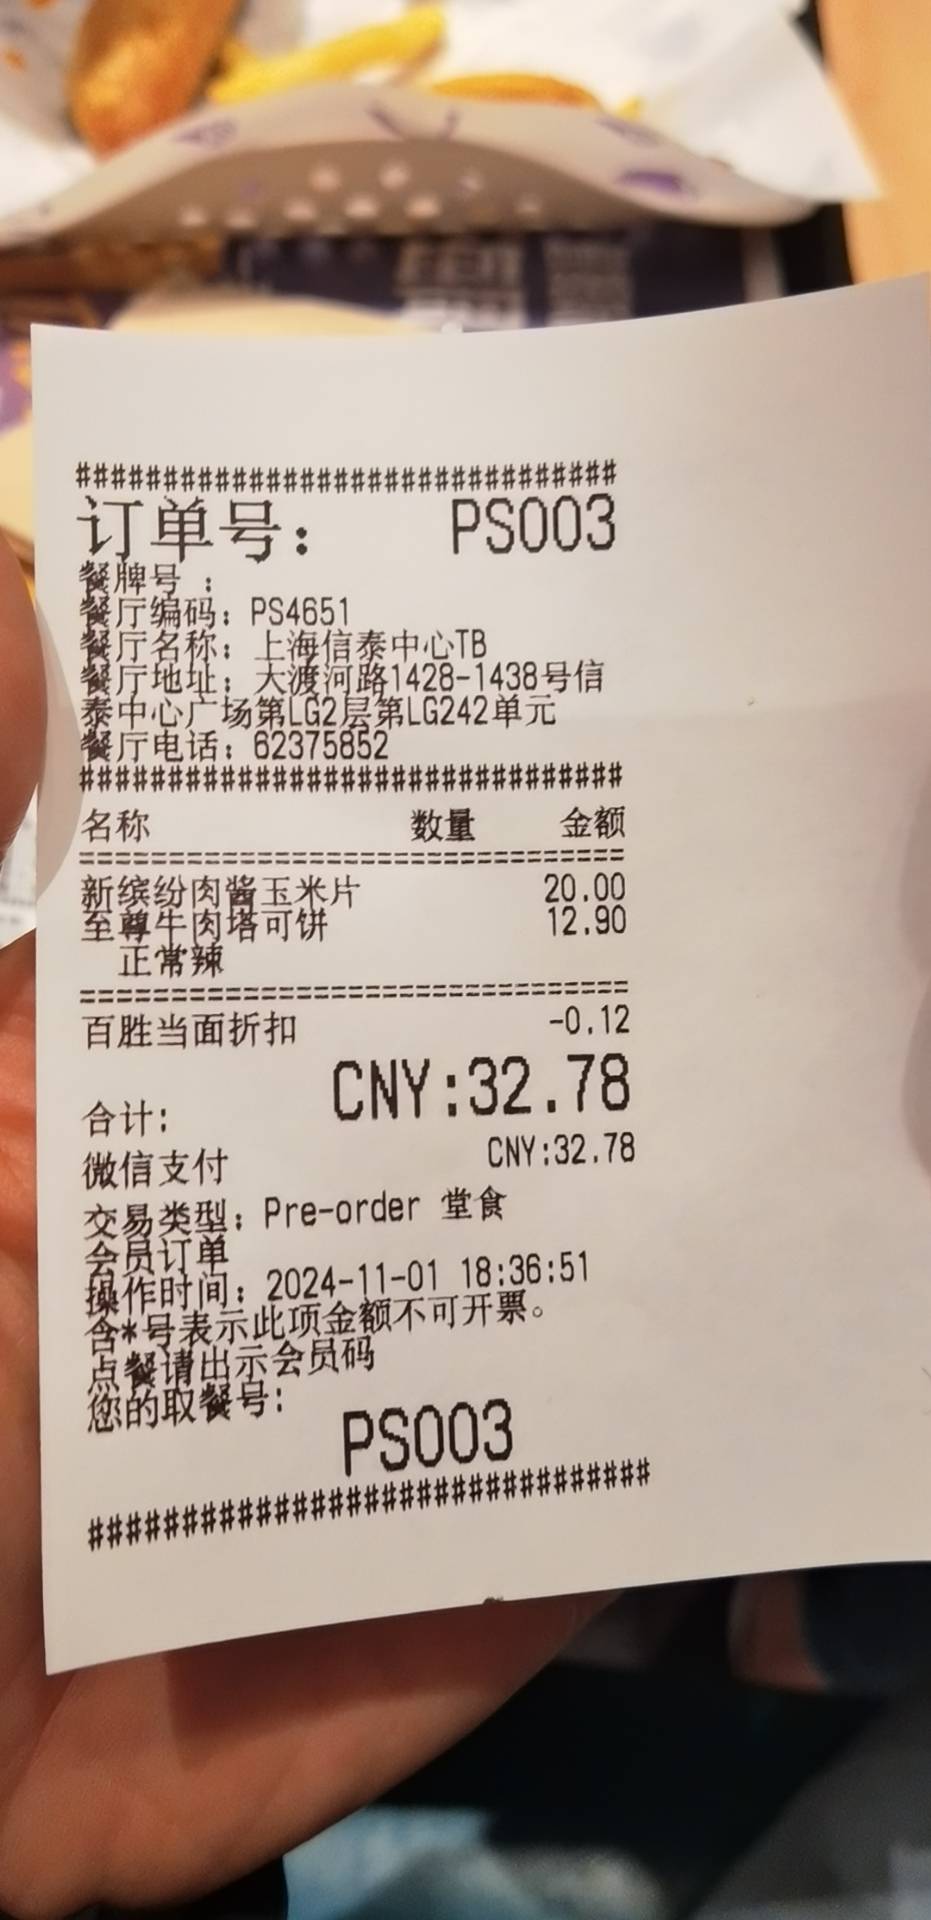 ################################
订单号： PS003
餐牌号 ：
餐厅编码：PS4651
餐厅名称：上海信泰中心TB
餐厅地址：大渡河路1428-1438号信
泰中心广场第LG2层第LG242单元
餐厅电话：62375852
################################
名称 数量 金额
================================
新缤纷肉酱玉米片 20.00
至尊牛肉塔可饼 12.90
正常辣
================================
百胜当面折扣 -0.12
合计: CNY:32.78
微信支付 CNY:32.78
交易类型：Pre-order 堂食
会员订单
操作时间：2024-11-01 18:36:51
含*号表示此项金额不可开票。
点餐请出示会员码
您的取餐号:
PS003
################################